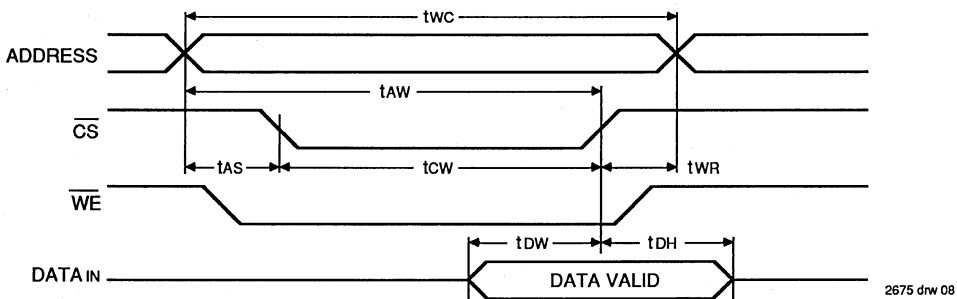 tWC
ADDRESS
tAW
CS
tAS
tCW
tWR
WE
tDW
tDH
DATA IN
DATA VALID
2675 drw 08